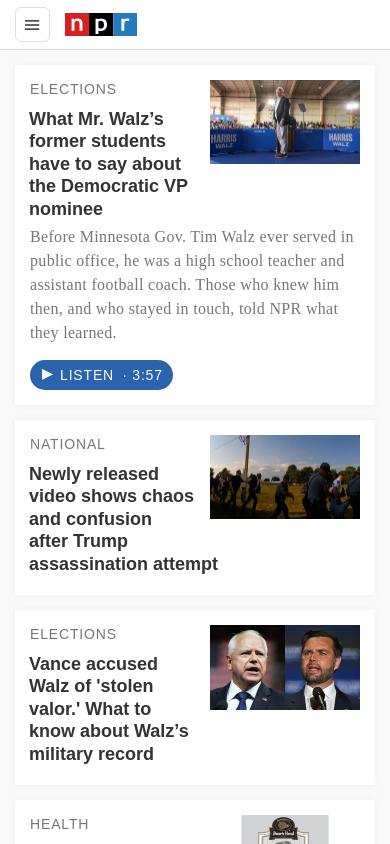 npr
ELECTIONS
What Mr. Walz’s
former students
have to say about
the Democratic VP
nominee
HARRIS
WALZ
HARRIS
WALZ
Before Minnesota Gov. Tim Walz ever served in
public office, he was a high school teacher and
assistant football coach. Those who knew him
then, and who stayed in touch, told NPR what
they learned.
LISTEN · 3:57
NATIONAL
Newly released
video shows chaos
and confusion
after Trump
assassination attempt
ELECTIONS
Vance accused
Walz of 'stolen
valor.' What to
know about Walz’s
military record
HEALTH
Boar's Head